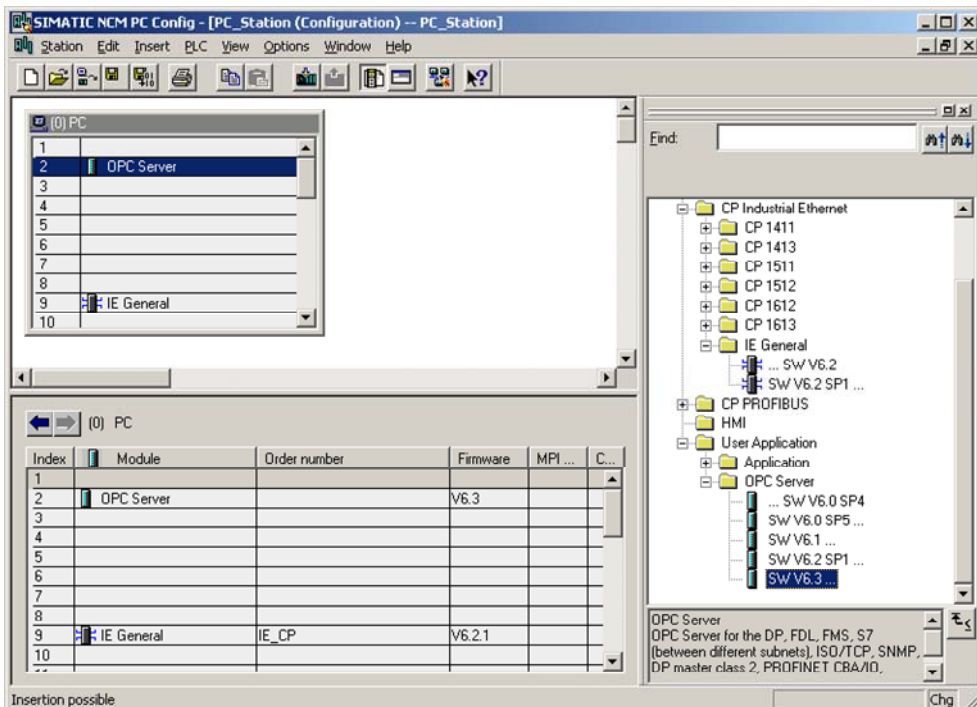 SIMATIC NCM PC Config - [PC_Station (Configuration) -- PC_Station]
Station Edit Insert PLC View Options Window Help
(0) PC
1
2 OPC Server
3
4
5
6
7
8
9 IE General
10
Find:
CP Industrial Ethernet
CP 1411
CP 1413
CP 1511
CP 1512
CP 1612
CP 1613
IE General
... SW V6.2
SW V6.2 SP1 ...
CP PROFIBUS
HMI
User Application
Application
OPC Server
... SW V6.0 SP4
SW V6.0 SP5 ...
SW V6.1 ...
SW V6.2 SP1 ...
SW V6.3 ...
(0) PC
Index Module Order number Firmware MPI ... C...
1
2 OPC Server V6.3
3
4
5
6
7
8
9 IE General IE_CP V6.2.1
10
OPC Server
OPC Server for the DP, FDL, FMS, S7
(between different subnets), ISO/TCP, SNMP,
DP master class 2, PROFINET CBA/IO,
Insertion possible
Chg